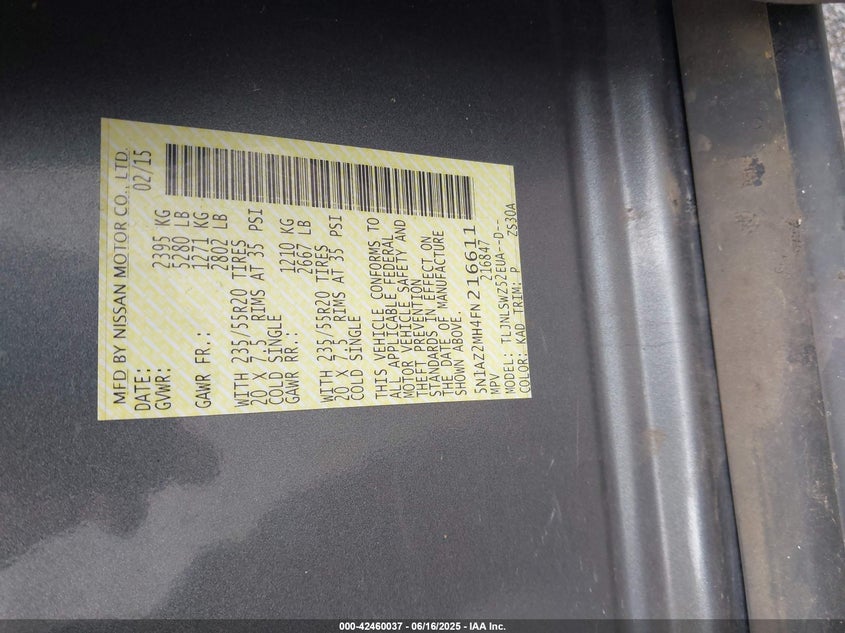 MFD BY NISSAN MOTOR CO., LTD.
DATE: 02/15
GVWR: 2395 KG
5280 LB
GAWR FR.: 1271 KG
2802 LB
WITH 235/55R20 TIRES
20 X 7.5 RIMS AT 35 PSI
COLD SINGLE
GAWR RR.: 1210 KG
2667 LB
WITH 235/55R20 TIRES
20 X 7.5 RIMS AT 35 PSI
COLD SINGLE
THIS VEHICLE CONFORMS TO
ALL APPLICABLE FEDERAL
MOTOR VEHICLE SAFETY AND
THEFT PREVENTION
STANDARDS IN EFFECT ON
THE DATE OF MANUFACTURE
SHOWN ABOVE.
5N1AZ2MH4FN216611
MPV 216847
MODEL: TLJNLSWZ52EUA--D--
COLOR: KAD TRIM: P ZS30A
000-42460037 - 06/16/2025 - IAA Inc.